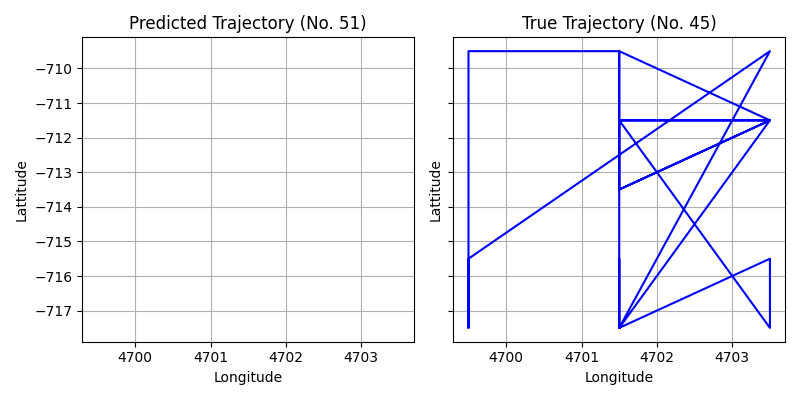 Predicted Trajectory (No. 51)
−710
−711
−712
−713
−714
−715
−716
−717
Lattitude
4700 4701 4702 4703
Longitude
True Trajectory (No. 45)
Lattitude
4700 4701 4702 4703
Longitude